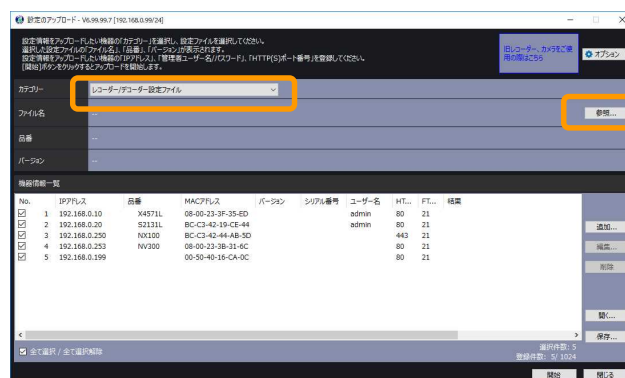 設定のアップロード - V6.99.99.7 [192.168.0.99/24]
設定情報をアップロードしたい機器の「カテゴリー」を選択し、設定ファイルを選択してください。
選択した設定ファイルの「ファイル名」、「品番」、「バージョン」が表示されます。
設定情報をアップロードしたい機器の「IPアドレス」、「管理者ユーザー名/パスワード」、「HTTP(S)ポート番号」を登録してください。
[開始]ボタンをクリックするとアップロードを開始します。
旧レコーダー、カメラをご使用の際はこちら
オプション
カテゴリー レコーダー/デコーダー設定ファイル
ファイル名 -- 参照...
品番 --
バージョン --
機器情報一覧
No. IPアドレス 品番 MACアドレス バージョン シリアル番号 ユーザー名 HT... FT... 結果
1 192.168.0.10 X4571L 08-00-23-3F-35-ED admin 80 21
2 192.168.0.20 S2131L BC-C3-42-19-CE-44 admin 80 21
3 192.168.0.250 NX100 BC-C3-42-44-AB-5D 443 21
4 192.168.0.253 NV300 08-00-23-3B-31-6C 80 21
5 192.168.0.199 00-50-40-16-CA-0C 80 21
追加...
編集...
削除
開く...
保存...
全て選択 / 全て選択解除
選択件数: 5
登録件数: 5/ 1024
開始 閉じる